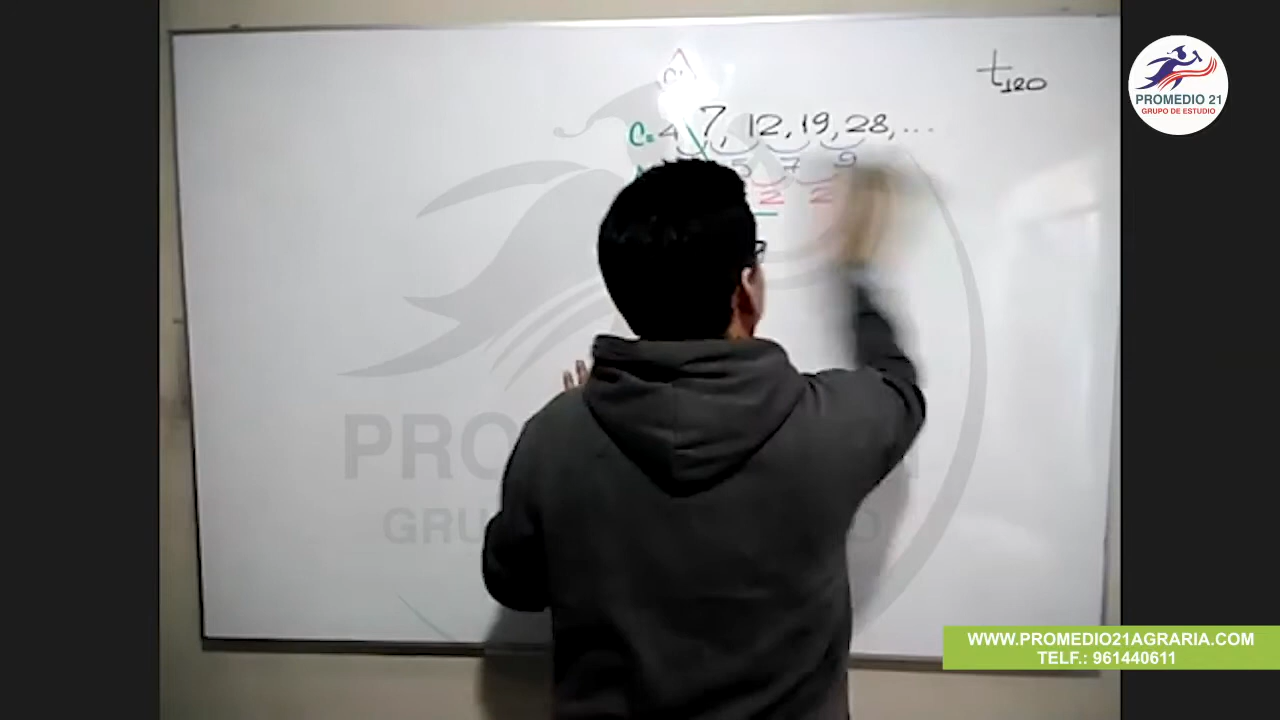 t120
C= 4 7, 12, 19, 28, ...
5 7 9
2 2
PROMEDIO 21
GRUPO DE ESTUDIO
WWW.PROMEDIO21AGRARIA.COM
TELF.: 961440611